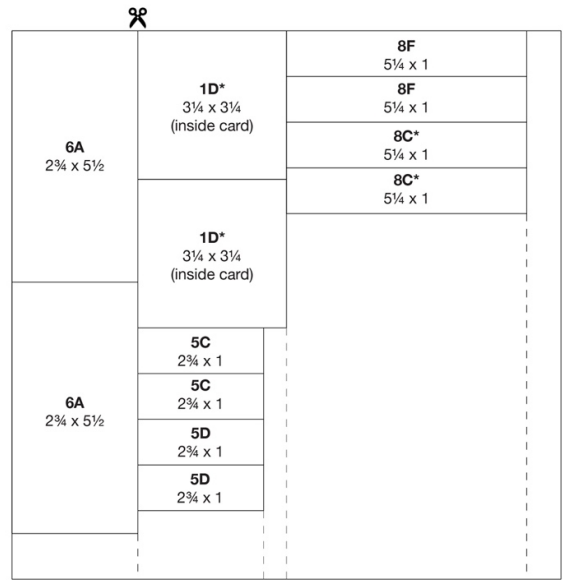 6A
2¾ x 5½
6A
2¾ x 5½
1D*
3¼ x 3¼
(inside card)
1D*
3¼ x 3¼
(inside card)
5C
2¾ x 1
5C
2¾ x 1
5D
2¾ x 1
5D
2¾ x 1
8F
5¼ x 1
8F
5¼ x 1
8C*
5¼ x 1
8C*
5¼ x 1